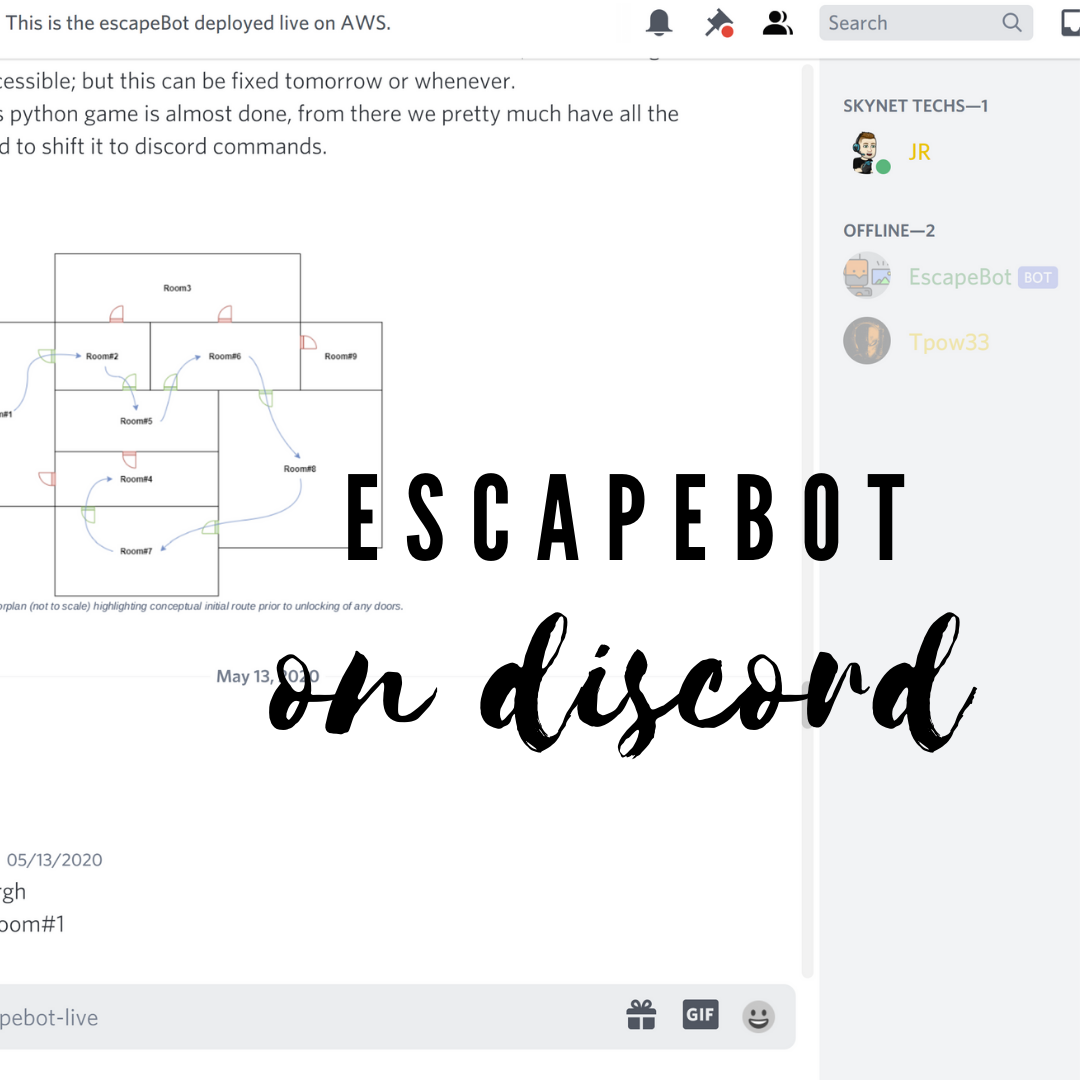 This is the escapeBot deployed live on AWS.
Search
cessible; but this can be fixed tomorrow or whenever.
s python game is almost done, from there we pretty much have all the
d to shift it to discord commands.
SKYNET TECHS—1
JR
OFFLINE—2
EscapeBot BOT
Tpow33
Room3
Room#2
Room#6
Room#9
m#1
Room#5
Room#8
Room#4
Room#7
orplan (not to scale) highlighting conceptual initial route prior to unlocking of any doors.
ESCAPEBOT
on discord
May 13, 2020
05/13/2020
rgh
oom#1
pebot-live
GIF